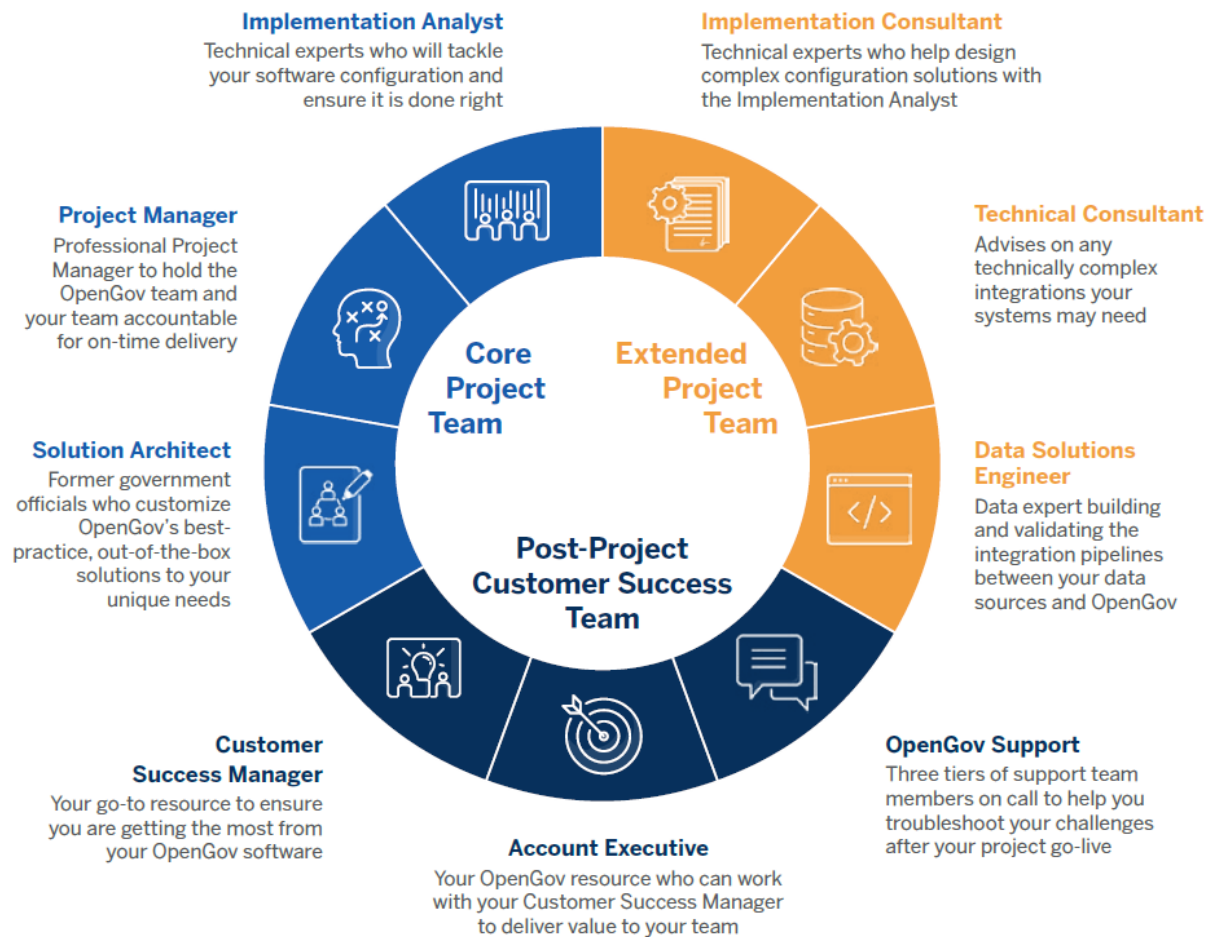 Implementation Analyst
Technical experts who will tackle
your software configuration and
ensure it is done right
Implementation Consultant
Technical experts who help design
complex configuration solutions with
the Implementation Analyst
Project Manager
Professional Project
Manager to hold the
OpenGov team and
your team accountable
for on-time delivery
Technical Consultant
Advises on any
technically complex
integrations your
systems may need
Core
Project
Team
Extended
Project
Team
Solution Architect
Former government
officials who customize
OpenGov's best-
practice, out-of-the-box
solutions to your
unique needs
Data Solutions
Engineer
Data expert building
and validating the
integration pipelines
between your data
sources and OpenGov
</>
Post-Project
Customer Success
Team
Customer
Success Manager
Your go-to resource to ensure
you are getting the most from
your OpenGov software
Account Executive
Your OpenGov resource who can work
with your Customer Success Manager
to deliver value to your team
OpenGov Support
Three tiers of support team
members on call to help you
troubleshoot your challenges
after your project go-live